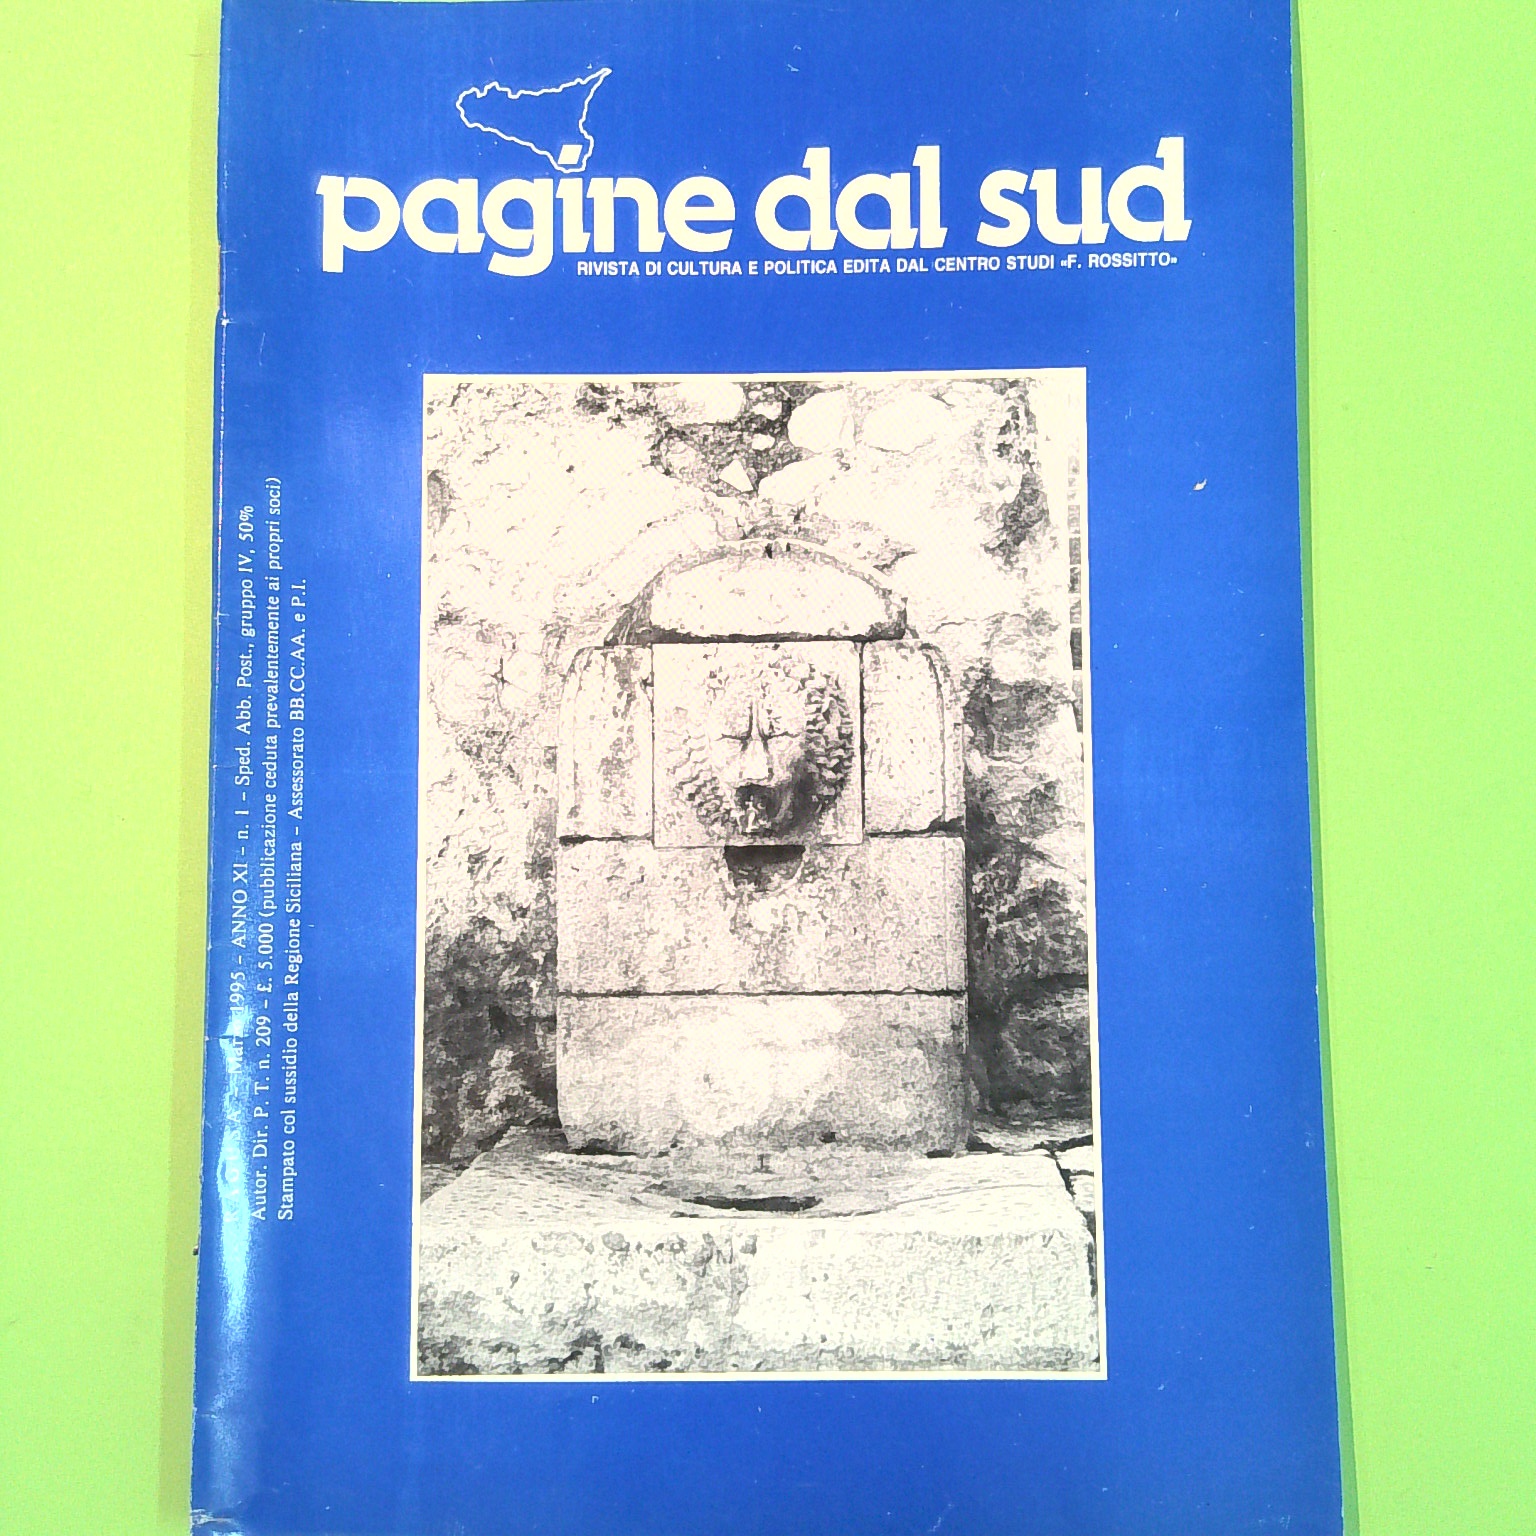 pagine dal sud
RIVISTA DI CULTURA E POLITICA EDITA DAL CENTRO STUDI «F. ROSSITTO»
RAGUSA - Marzo 1995 - ANNO XI - n. 1 - Sped. Abb. Post., gruppo IV, 50%
Autor. Dir. P. T. n. 209 - £. 5.000 (pubblicazione ceduta prevalentemente ai propri soci)
Stampato col sussidio della Regione Siciliana - Assessorato BB.CC.AA. e P.I.